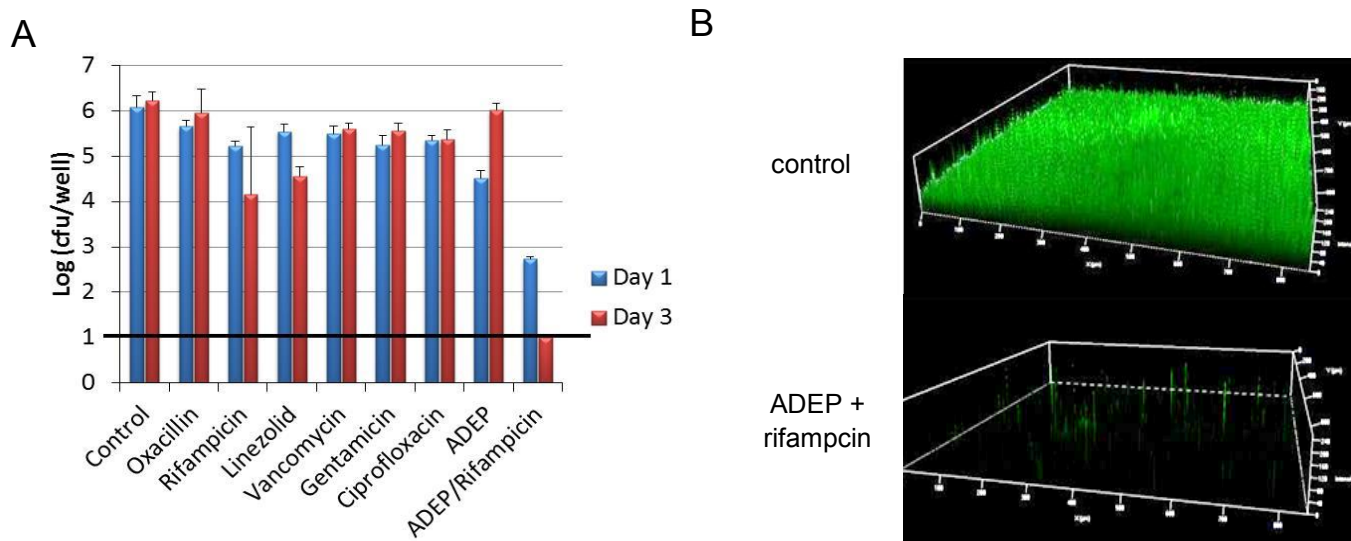 A
B
Log (cfu/well)
7
6
5
4
3
2
1
0
Control
Oxacillin
Rifampicin
Linezolid
Vancomycin
Gentamicin
Ciprofloxacin
ADEP
ADEP/Rifampicin
Day 1
Day 3
control
ADEP +
rifampcin